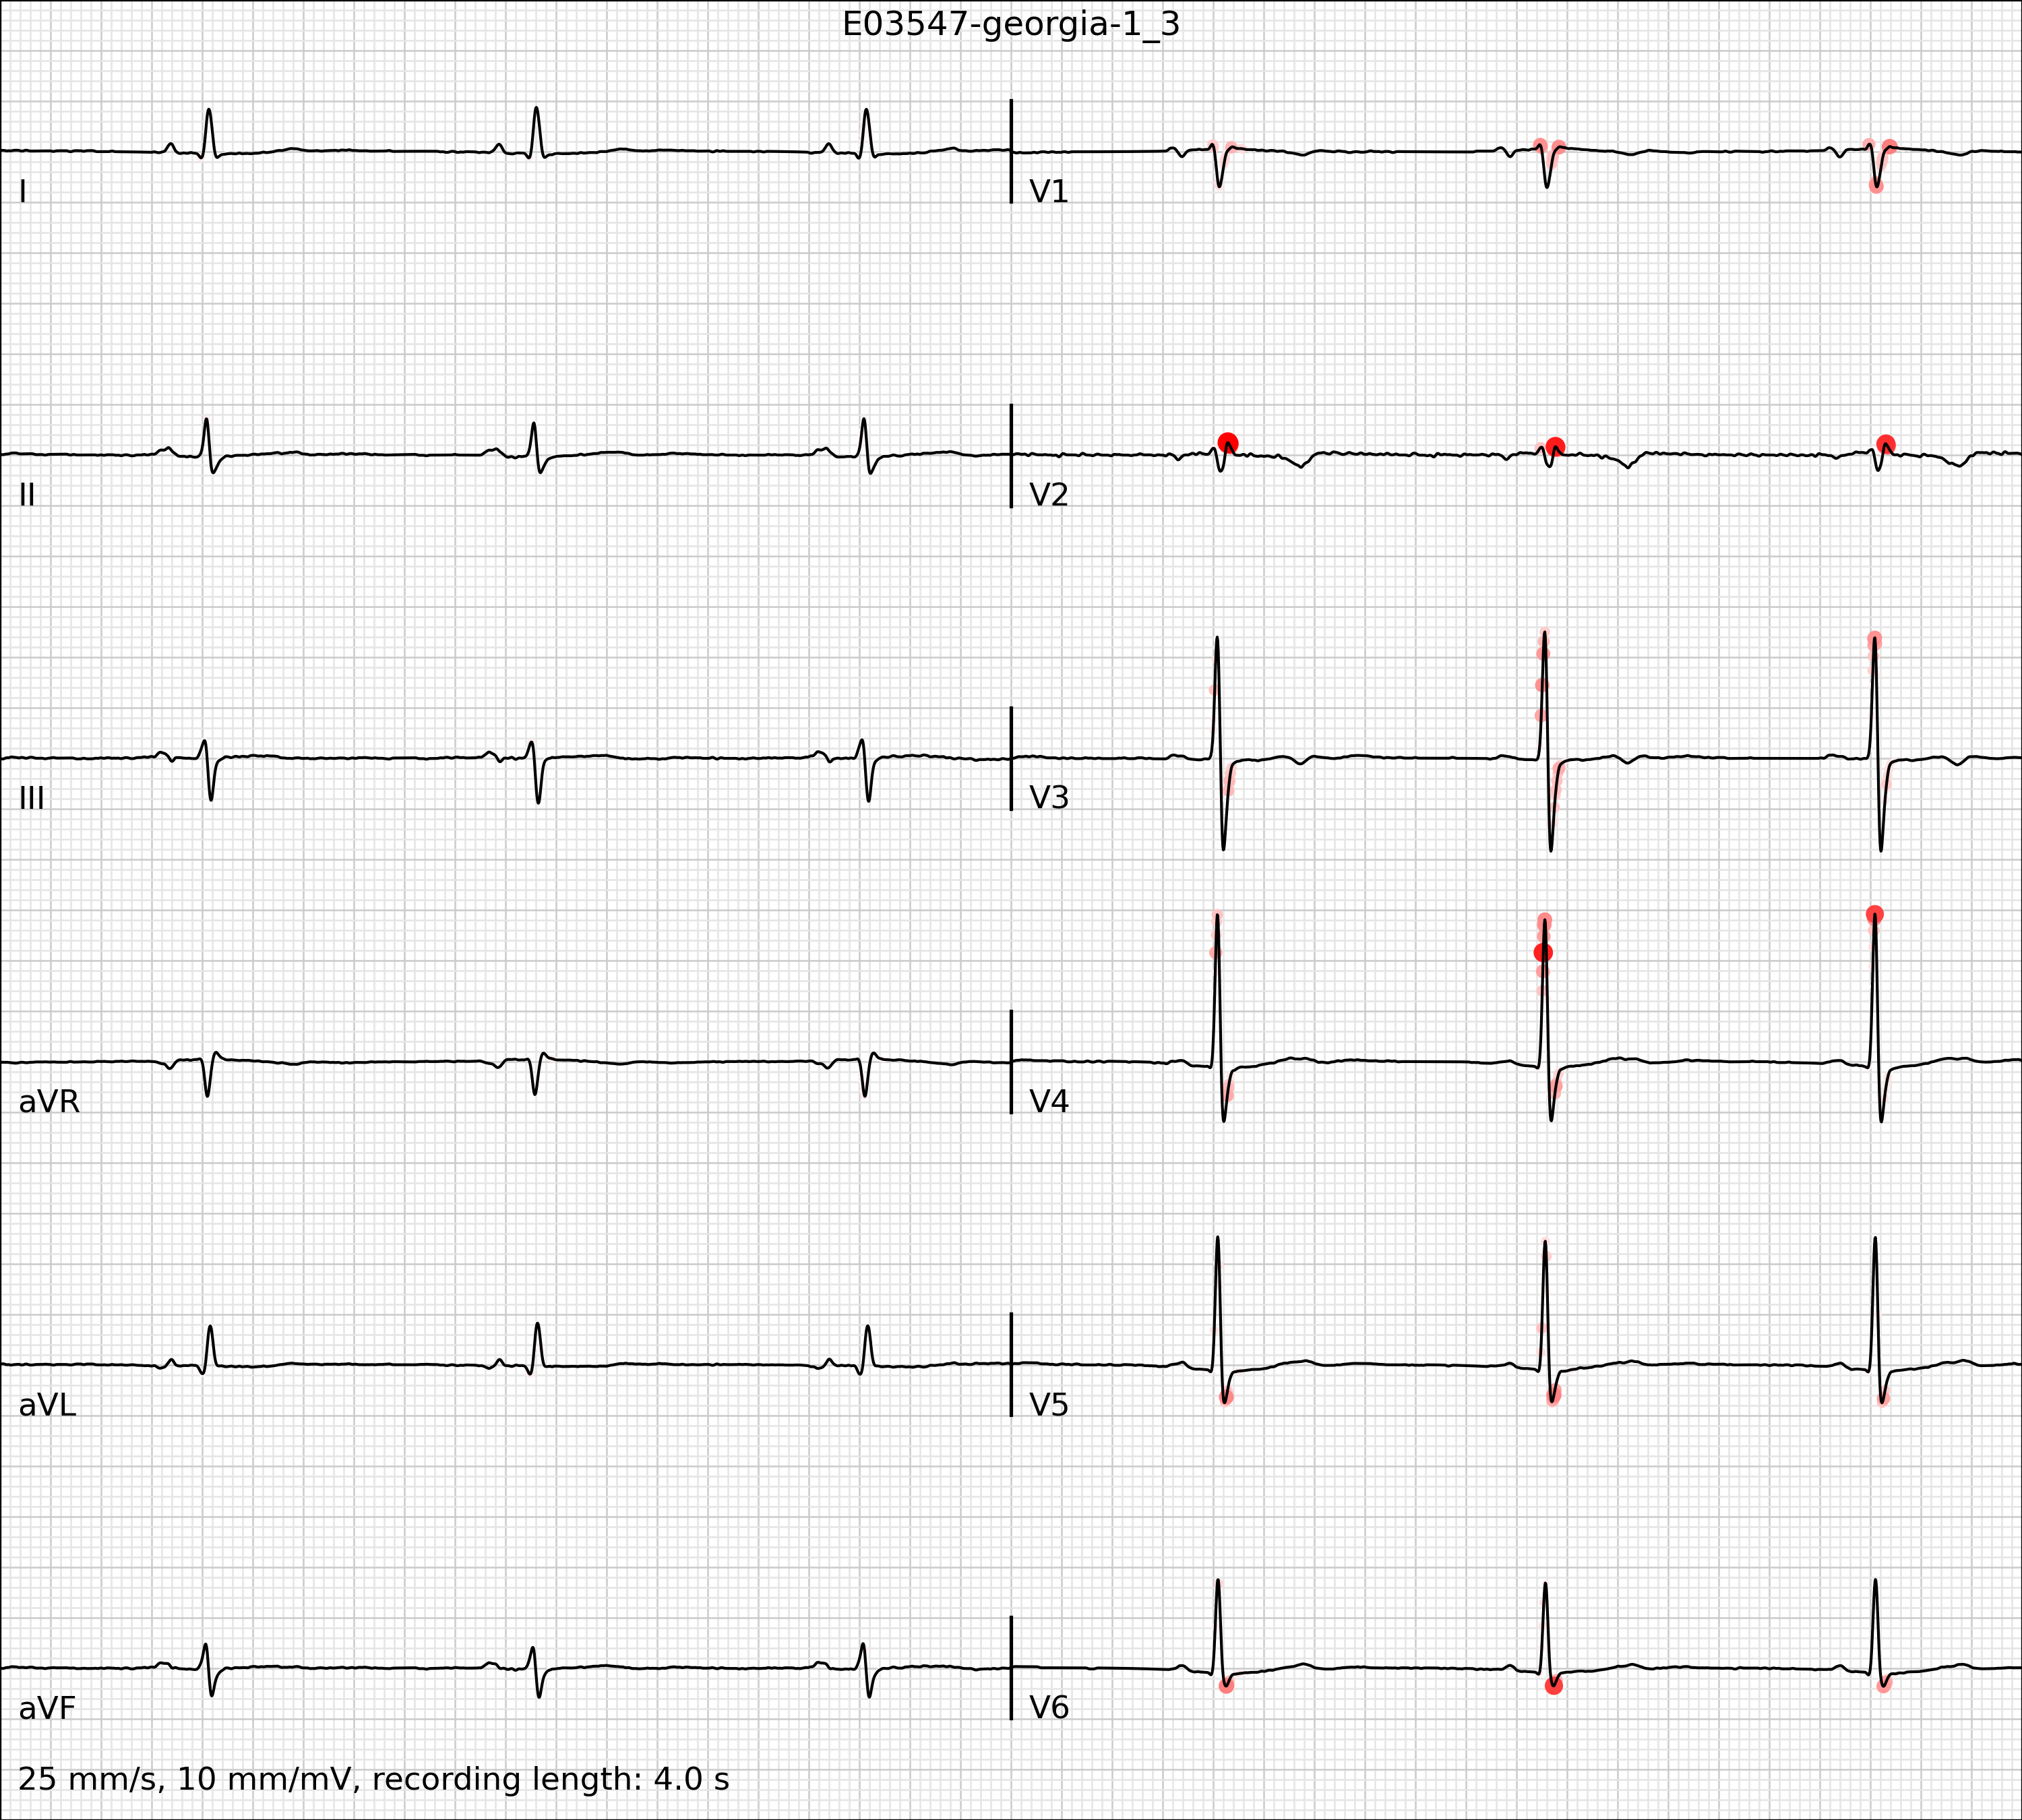 E03547-georgia-1_3
I
V1
II
V2
III
V3
aVR
V4
aVL
V5
aVF
V6
25 mm/s, 10 mm/mV, recording length: 4.0 s